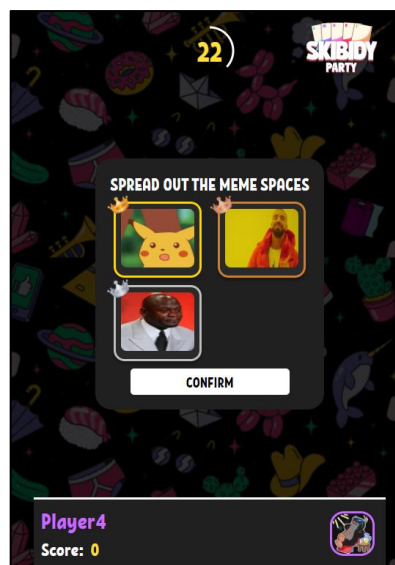 22
SKIBIDY
PARTY
SPREAD OUT THE MEME SPACES
CONFIRM
Player4
Score: 0